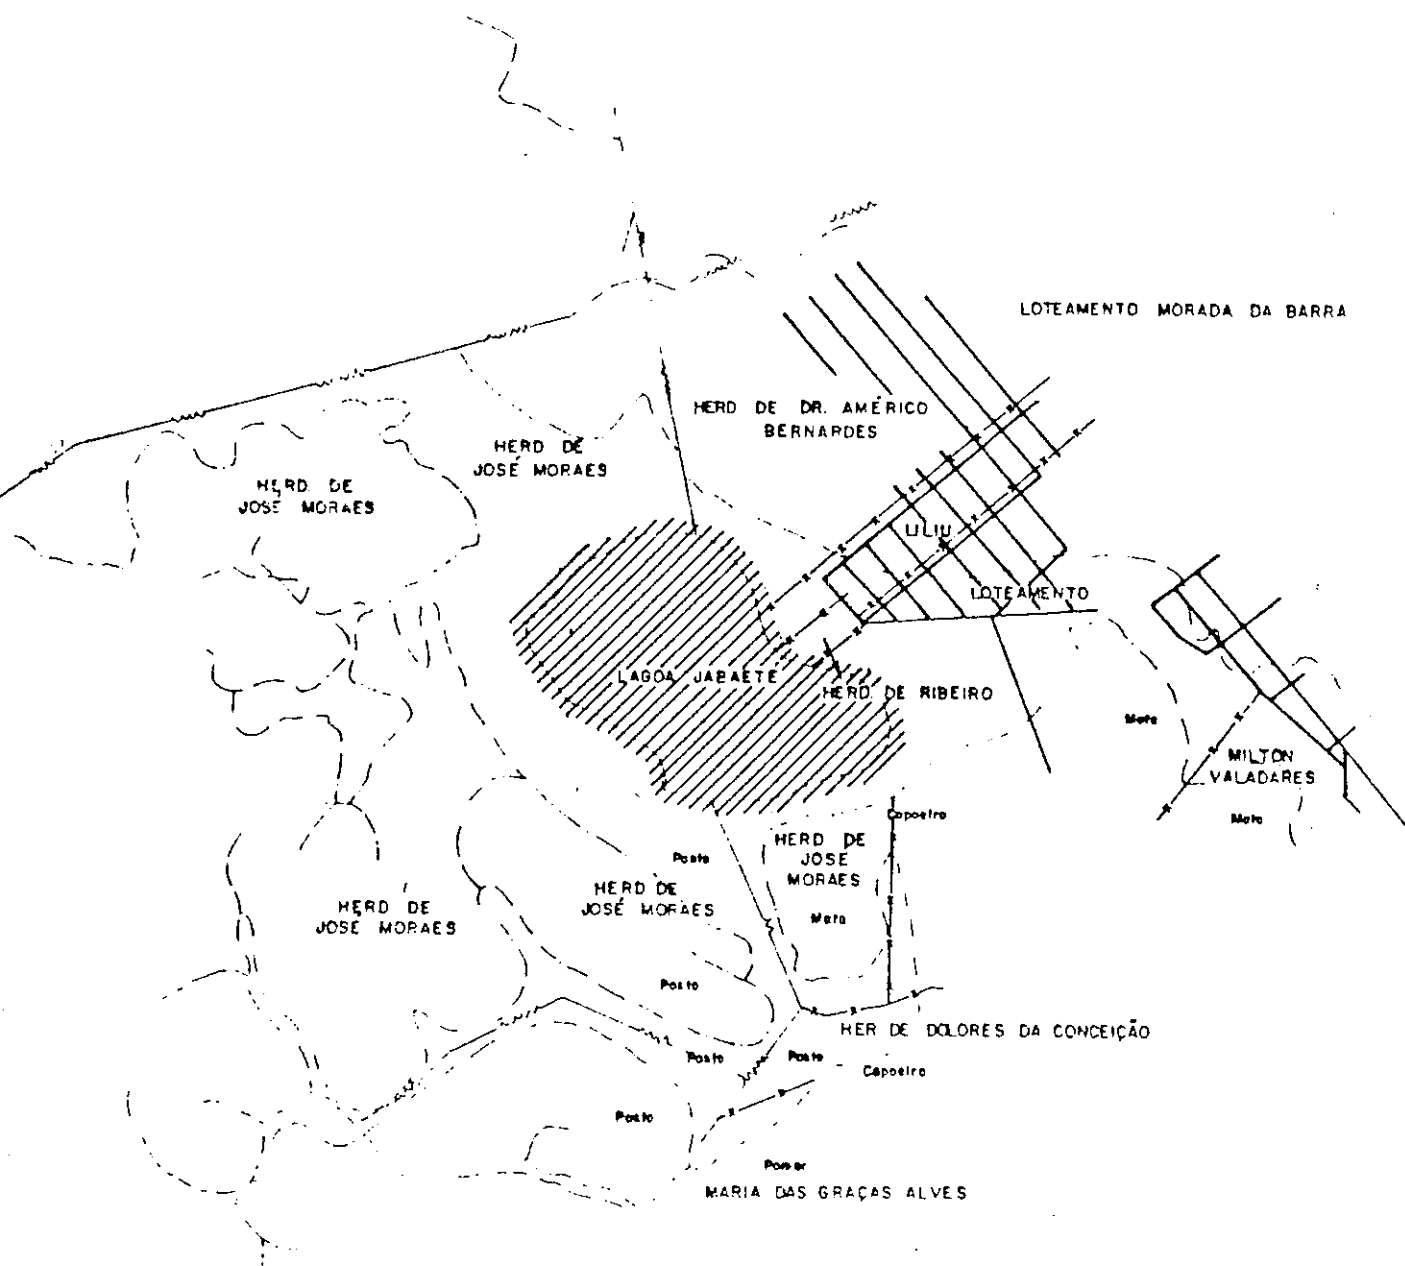 LOTEAMENTO MORADA DA BARRA
HERD DE DR. AMÉRICO
BERNARDES
HERD DE
JOSÉ MORAES
HERD. DE
JOSÉ MORAES
LOTEAMENTO
LAGOA JABAETE
HERD. DE RIBEIRO
Mata
MILTON
VALADARES
Mata
Capoeira
HERD DE
JOSÉ
MORAES
Pasto
HERD DE
JOSÉ MORAES
HERD DE
JOSÉ MORAES
Mata
Pasto
HER DE DOLORES DA CONCEIÇÃO
Pasto
Pasto
Capoeira
Pasto
Pomar
MARIA DAS GRAÇAS ALVES